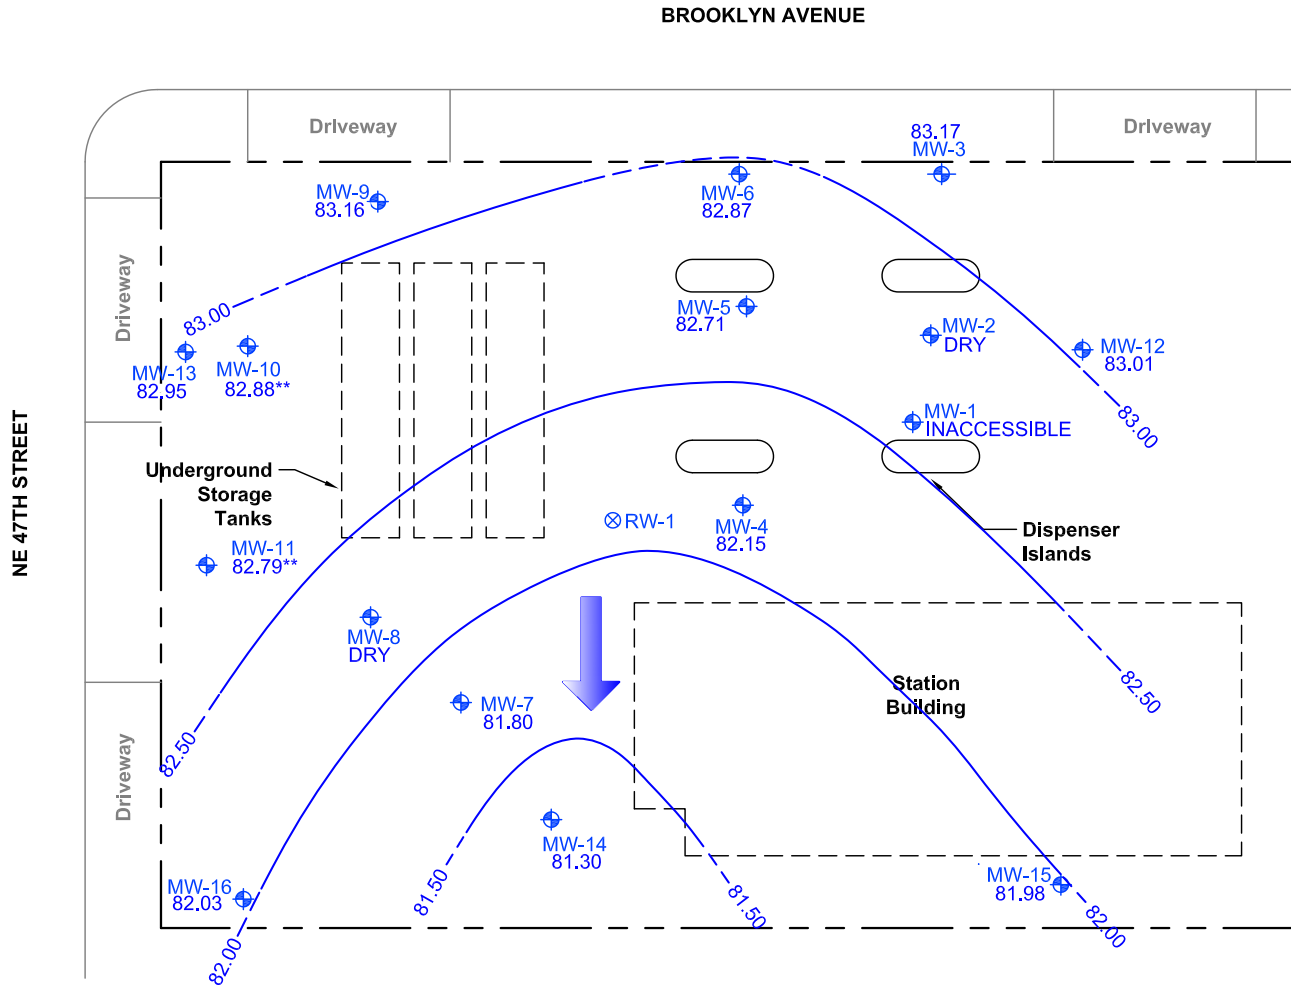 BROOKLYN AVENUE
Driveway
Driveway
83.17
MW-3
MW-9
83.16
MW-6
82.87
Driveway
83.00
MW-5
82.71
MW-2
DRY
MW-12
83.01
MW-13
82.95
MW-10
82.88**
MW-1
INACCESSIBLE
83.00
NE 47TH STREET
Underground
Storage
Tanks
RW-1
MW-4
82.15
Dispenser
Islands
MW-11
82.79**
MW-8
DRY
Station
Building
82.50
MW-7
81.80
82.50
Driveway
MW-14
81.30
MW-16
82.03
81.50
81.50
MW-15
81.98
82.00
82.00